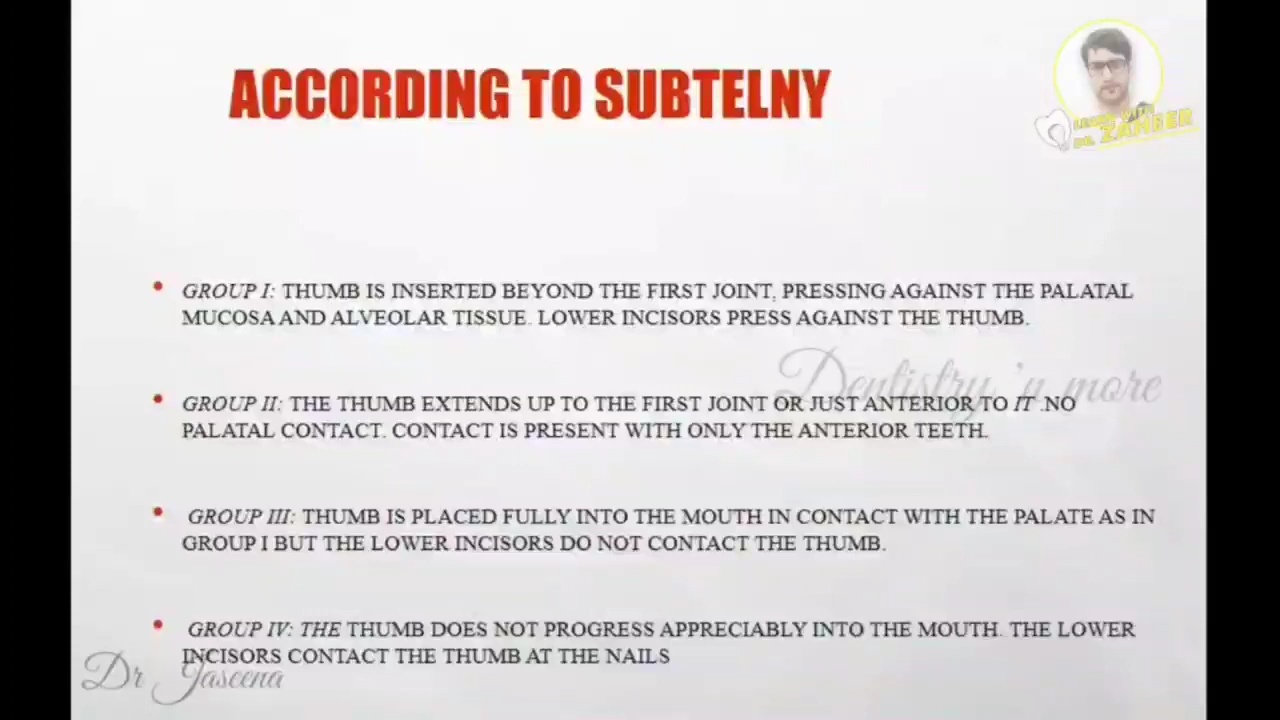 ACCORDING TO SUBTELNY
LEARN WITH
DR. ZAHEER
• GROUP I: THUMB IS INSERTED BEYOND THE FIRST JOINT, PRESSING AGAINST THE PALATAL
MUCOSA AND ALVEOLAR TISSUE. LOWER INCISORS PRESS AGAINST THE THUMB.
Dentistry 'n more
• GROUP II: THE THUMB EXTENDS UP TO THE FIRST JOINT OR JUST ANTERIOR TO IT .NO
PALATAL CONTACT. CONTACT IS PRESENT WITH ONLY THE ANTERIOR TEETH.
• GROUP III: THUMB IS PLACED FULLY INTO THE MOUTH IN CONTACT WITH THE PALATE AS IN
GROUP I BUT THE LOWER INCISORS DO NOT CONTACT THE THUMB.
• GROUP IV: THE THUMB DOES NOT PROGRESS APPRECIABLY INTO THE MOUTH. THE LOWER
INCISORS CONTACT THE THUMB AT THE NAILS
Dr Jaseena